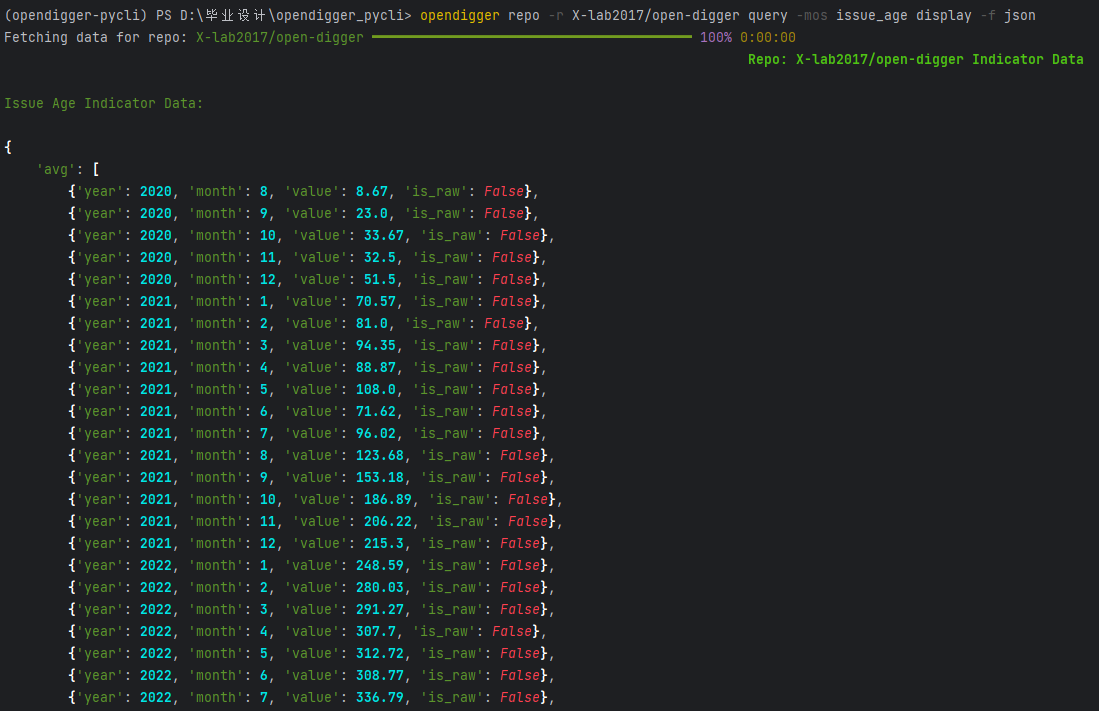 (opendigger-pycli) PS D:\毕业设计\opendigger_pycli> opendigger repo -r X-lab2017/open-digger query -mos issue_age display -f json
Fetching data for repo: X-lab2017/open-digger 100% 0:00:00
Repo: X-lab2017/open-digger Indicator Data
Issue Age Indicator Data:
{
    'avg': [
        {'year': 2020, 'month': 8, 'value': 8.67, 'is_raw': False},
        {'year': 2020, 'month': 9, 'value': 23.0, 'is_raw': False},
        {'year': 2020, 'month': 10, 'value': 33.67, 'is_raw': False},
        {'year': 2020, 'month': 11, 'value': 32.5, 'is_raw': False},
        {'year': 2020, 'month': 12, 'value': 51.5, 'is_raw': False},
        {'year': 2021, 'month': 1, 'value': 70.57, 'is_raw': False},
        {'year': 2021, 'month': 2, 'value': 81.0, 'is_raw': False},
        {'year': 2021, 'month': 3, 'value': 94.35, 'is_raw': False},
        {'year': 2021, 'month': 4, 'value': 88.87, 'is_raw': False},
        {'year': 2021, 'month': 5, 'value': 108.0, 'is_raw': False},
        {'year': 2021, 'month': 6, 'value': 71.62, 'is_raw': False},
        {'year': 2021, 'month': 7, 'value': 96.02, 'is_raw': False},
        {'year': 2021, 'month': 8, 'value': 123.68, 'is_raw': False},
        {'year': 2021, 'month': 9, 'value': 153.18, 'is_raw': False},
        {'year': 2021, 'month': 10, 'value': 186.89, 'is_raw': False},
        {'year': 2021, 'month': 11, 'value': 206.22, 'is_raw': False},
        {'year': 2021, 'month': 12, 'value': 215.3, 'is_raw': False},
        {'year': 2022, 'month': 1, 'value': 248.59, 'is_raw': False},
        {'year': 2022, 'month': 2, 'value': 280.03, 'is_raw': False},
        {'year': 2022, 'month': 3, 'value': 291.27, 'is_raw': False},
        {'year': 2022, 'month': 4, 'value': 307.7, 'is_raw': False},
        {'year': 2022, 'month': 5, 'value': 312.72, 'is_raw': False},
        {'year': 2022, 'month': 6, 'value': 308.77, 'is_raw': False},
        {'year': 2022, 'month': 7, 'value': 336.79, 'is_raw': False},